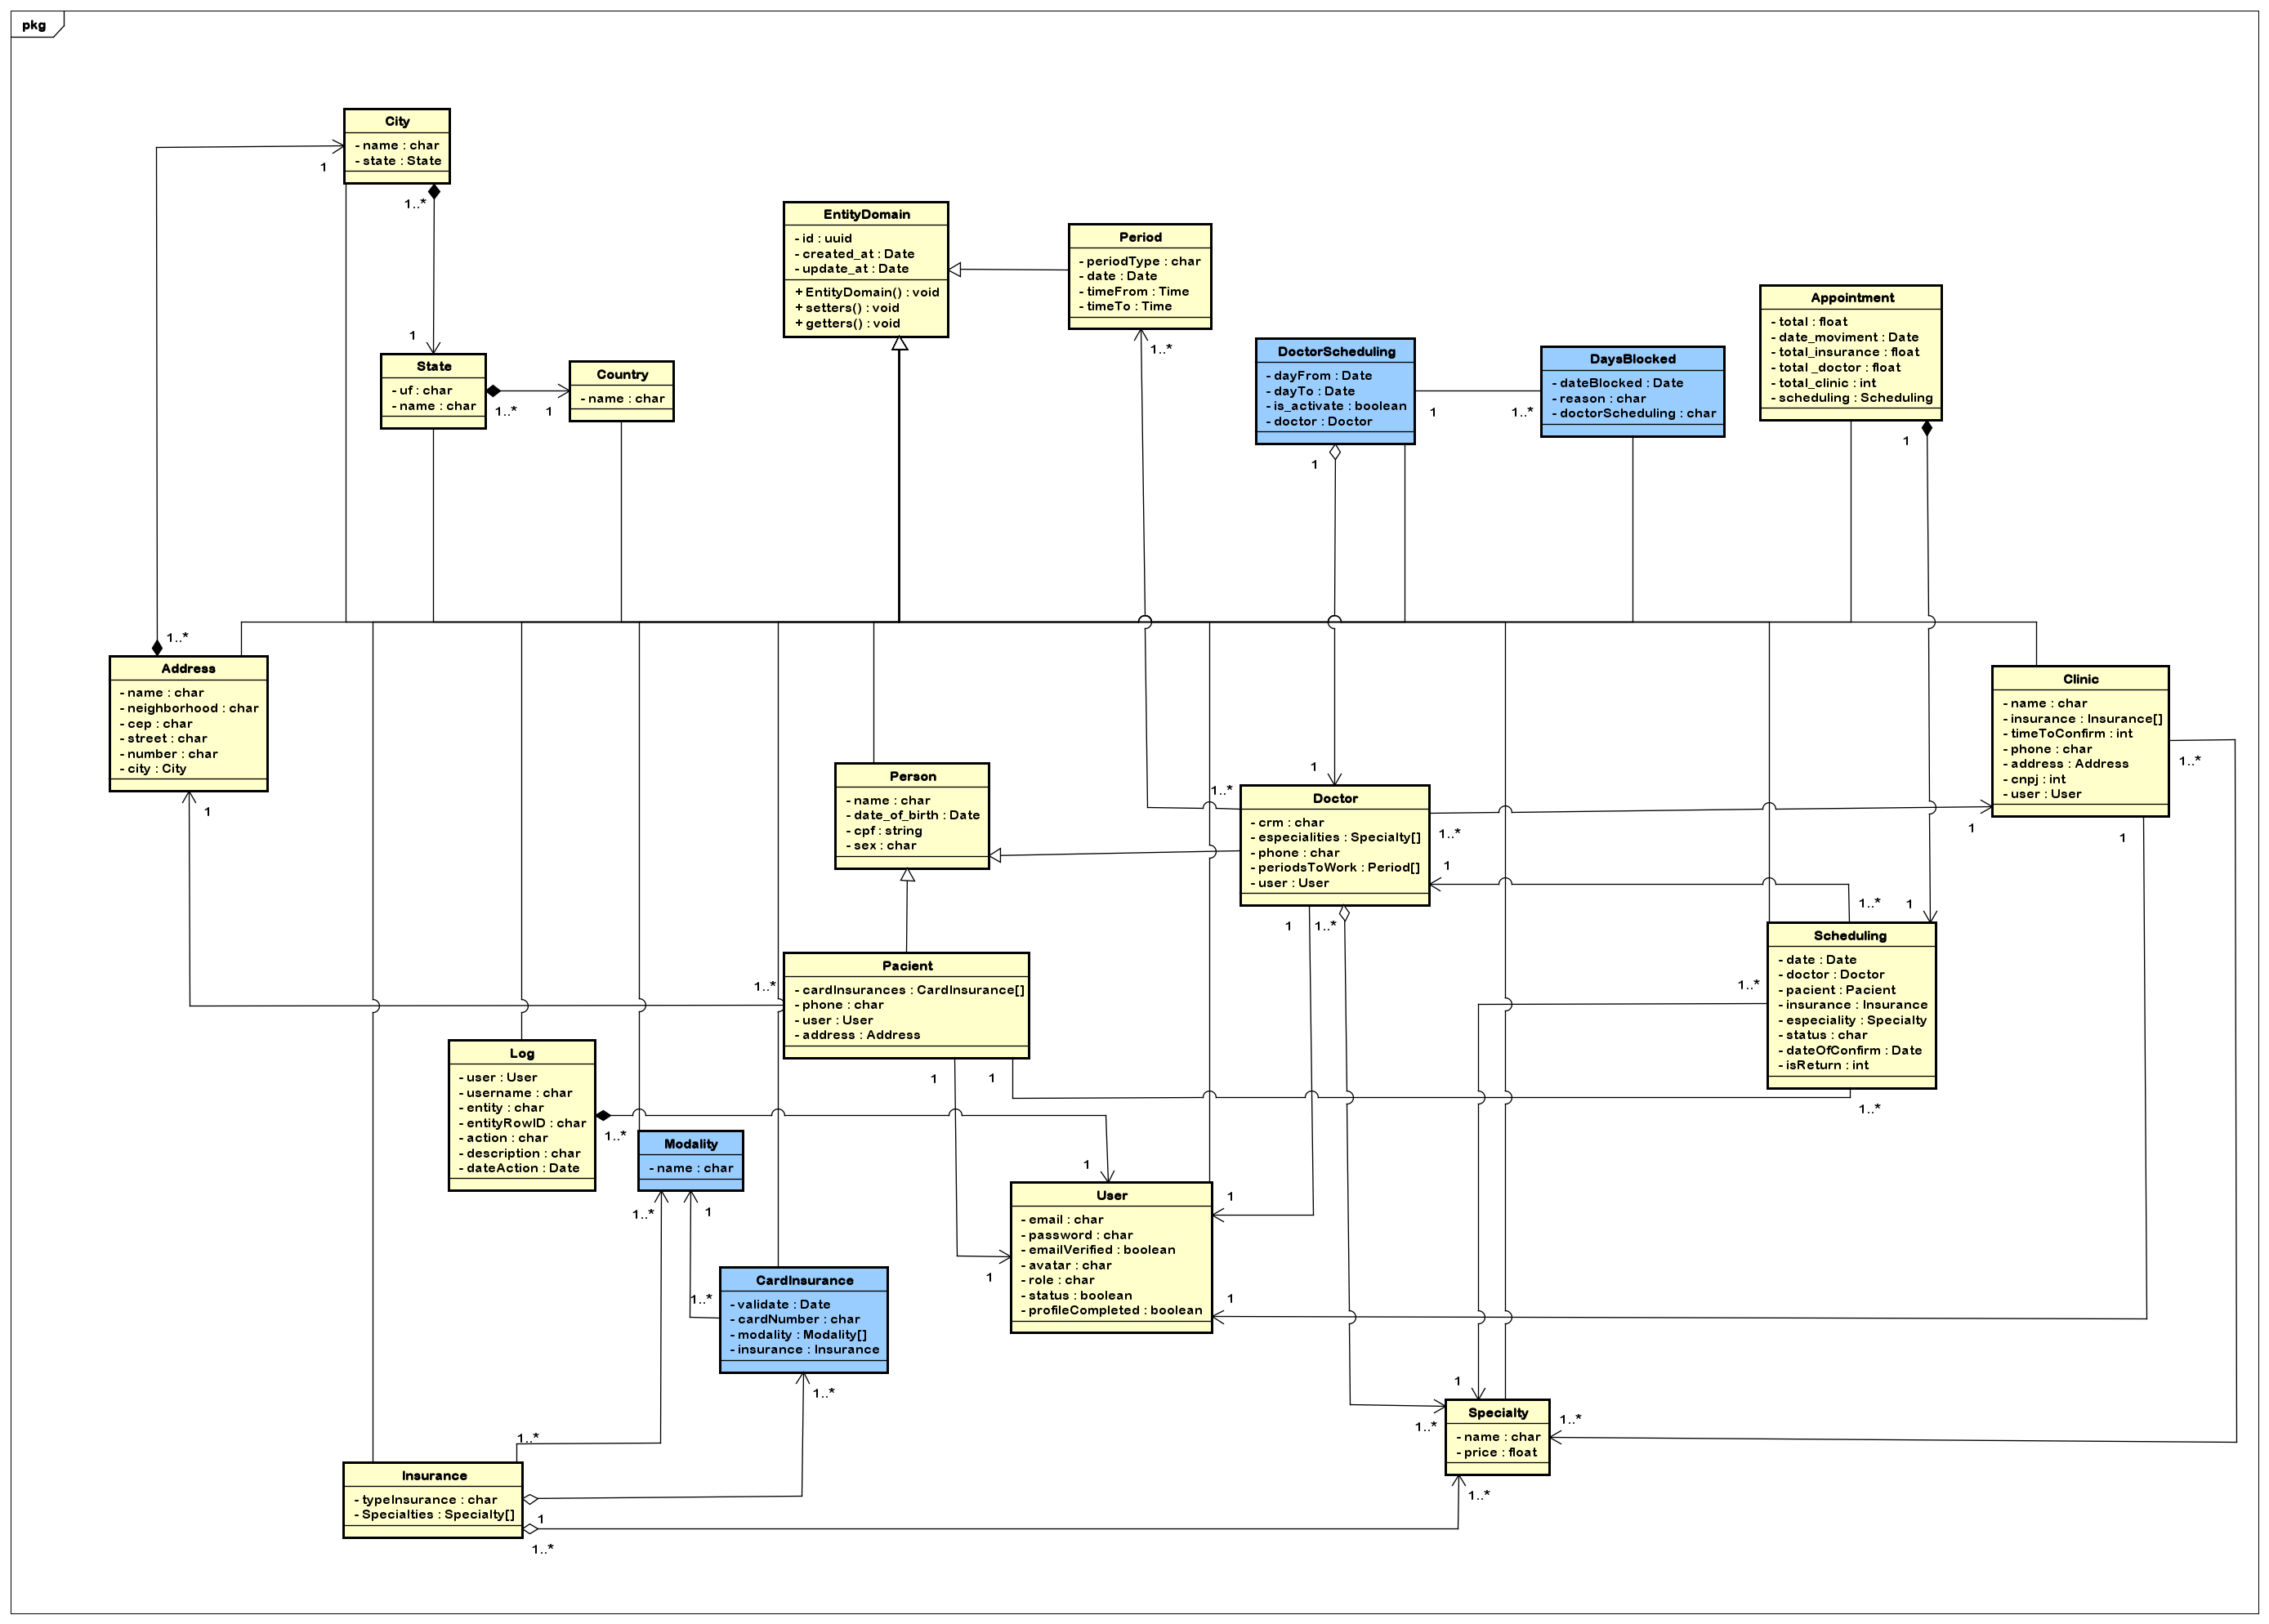 pkg
City
- name : char
- state : State
1
1..*
1
State
- uf : char
- name : char
1..*
1
Country
- name : char
EntityDomain
- id : uuid
- created_at : Date
- update_at : Date
+ EntityDomain() : void
+ setters() : void
+ getters() : void
Period
- periodType : char
- date : Date
- timeFrom : Time
- timeTo : Time
1..*
DoctorScheduling
- dayFrom : Date
- dayTo : Date
- is_activate : boolean
- doctor : Doctor
1
1
1..*
DaysBlocked
- dateBlocked : Date
- reason : char
- doctorScheduling : char
Appointment
- total : float
- date_moviment : Date
- total_insurance : float
- total _doctor : float
- total_clinic : int
- scheduling : Scheduling
1
1..*
Address
- name : char
- neighborhood : char
- cep : char
- street : char
- number : char
- city : City
1
Person
- name : char
- date_of_birth : Date
- cpf : string
- sex : char
1
1..*
Doctor
- crm : char
- especialities : Specialty[]
- phone : char
- periodsToWork : Period[]
- user : User
1..*
1
1
1..*
Clinic
- name : char
- insurance : Insurance[]
- timeToConfirm : int
- phone : char
- address : Address
- cnpj : int
- user : User
1..*
1
1
1..*
1
Scheduling
- date : Date
- doctor : Doctor
- pacient : Pacient
- insurance : Insurance
- especiality : Specialty
- status : char
- dateOfConfirm : Date
- isReturn : int
1..*
1..*
Pacient
- cardInsurances : CardInsurance[]
- phone : char
- user : User
- address : Address
1..*
1
1
Log
- user : User
- username : char
- entity : char
- entityRowID : char
- action : char
- description : char
- dateAction : Date
1..*
Modality
- name : char
1..*
1
1
User
- email : char
- password : char
- emailVerified : boolean
- avatar : char
- role : char
- status : boolean
- profileCompleted : boolean
1
1
1
CardInsurance
- validate : Date
- cardNumber : char
- modality : Modality[]
- insurance : Insurance
1..*
1..*
1
1..*
Specialty
- name : char
- price : float
1..*
1..*
1..*
Insurance
- typeInsurance : char
- Specialties : Specialty[]
1
1..*